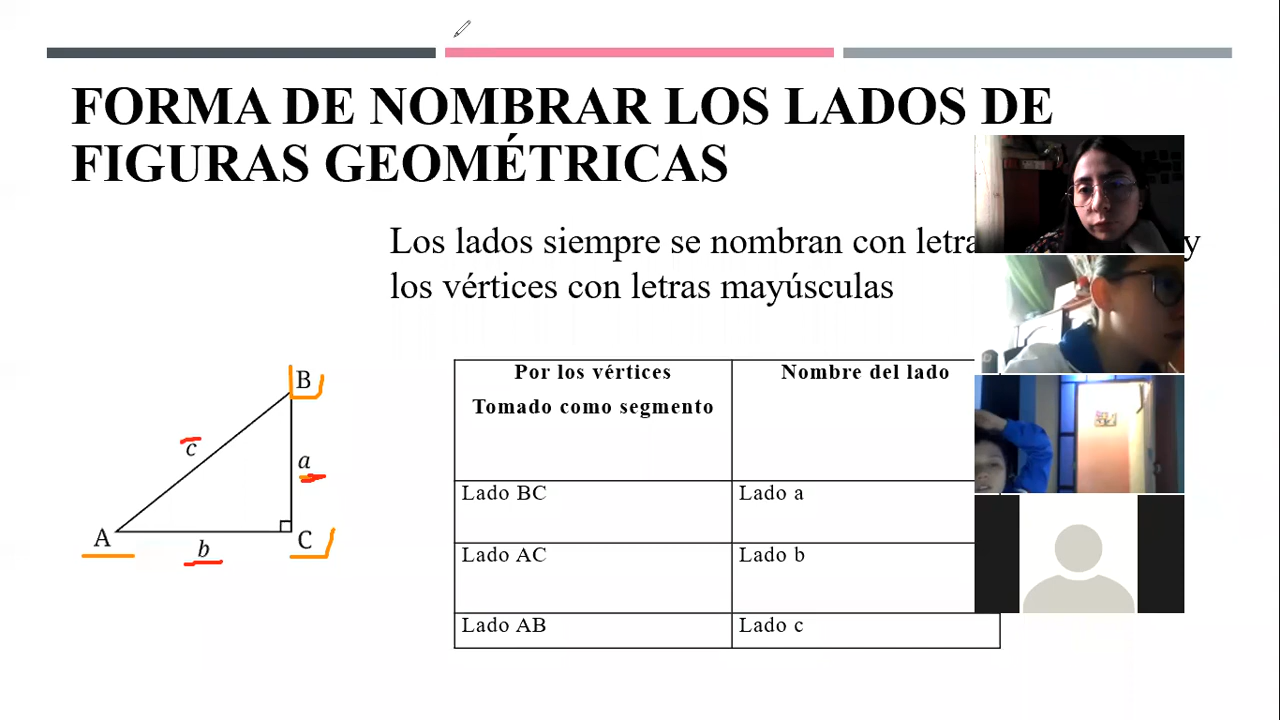 FORMA DE NOMBRAR LOS LADOS DE
FIGURAS GEOMÉTRICAS
Los lados siempre se nombran con y
los vértices con letras mayúsculas
B
c
a
A
b
C
Por los vértices
Tomado como segmento
Nombre del lado
Lado BC
Lado a
Lado AC
Lado b
Lado AB
Lado c